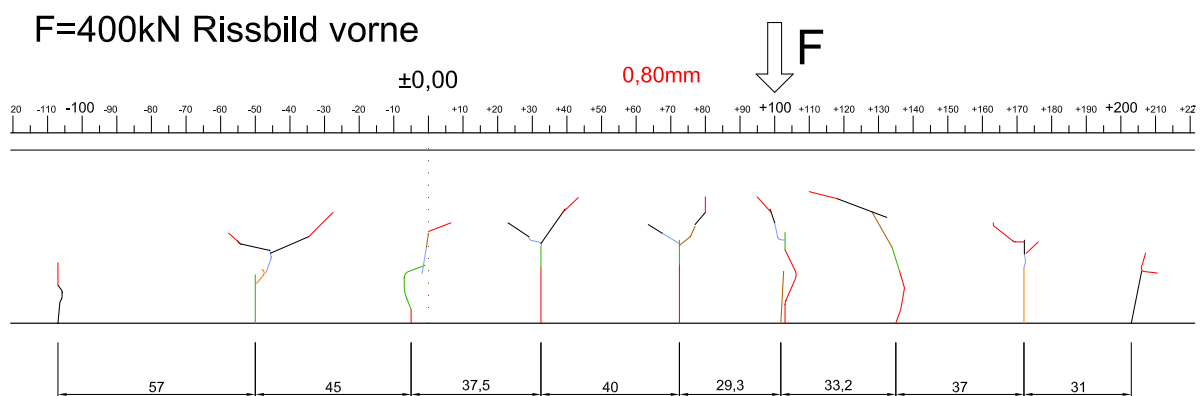 F=400kN Rissbild vorne
F
±0,00 0,80mm
20 -110 -100 -90 -80 -70 -60 -50 -40 -30 -20 -10 +10 +20 +30 +40 +50 +60 +70 +80 +90 +100 +110 +120 +130 +140 +150 +160 +170 +180 +190 +200 +210 +22
57 45 37,5 40 29,3 33,2 37 31